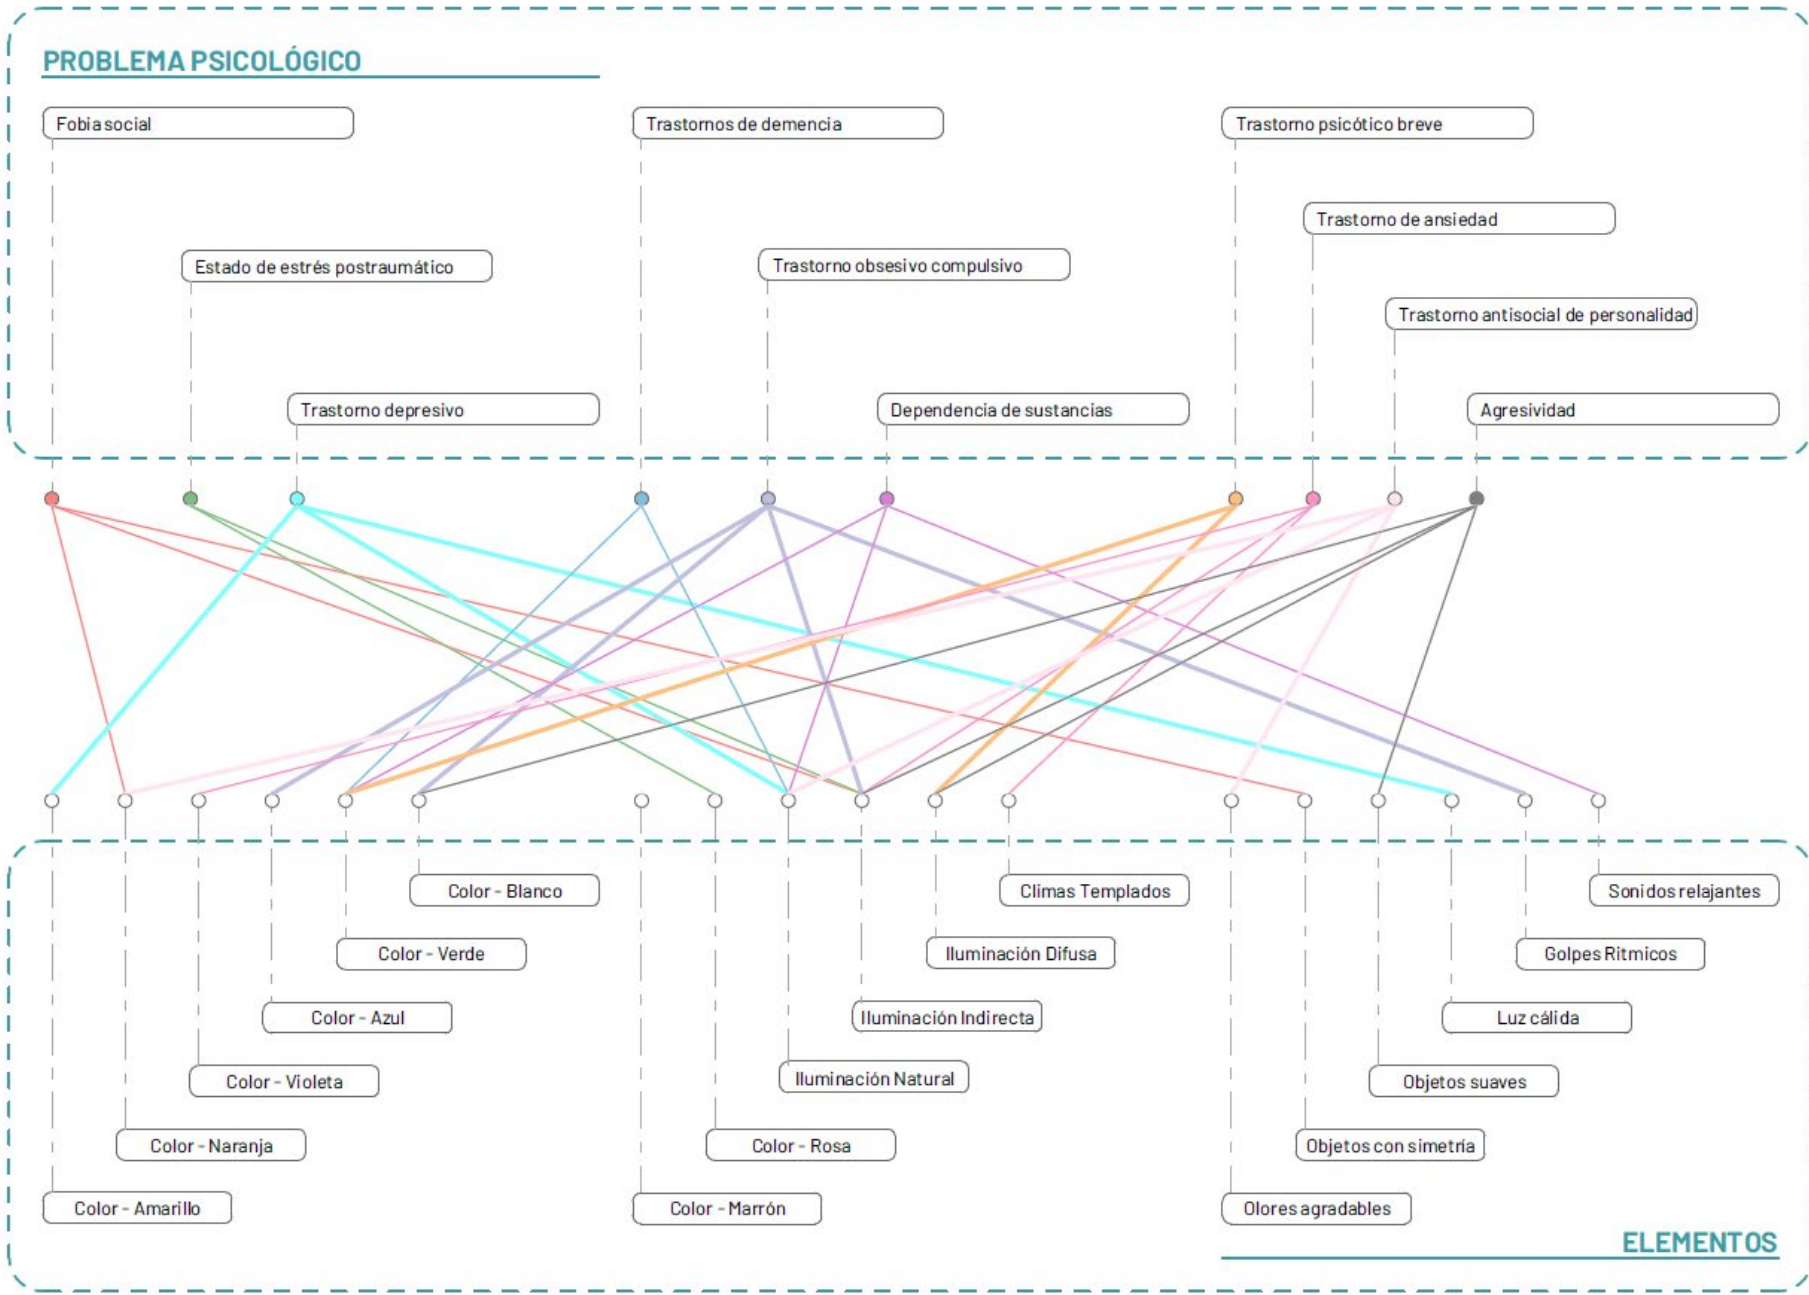 PROBLEMA PSICOLÓGICO
Fobia social
Trastornos de demencia
Trastorno psicótico breve
Trastorno de ansiedad
Estado de estrés postraumático
Trastorno obsesivo compulsivo
Trastorno antisocial de personalidad
Trastorno depresivo
Dependencia de sustancias
Agresividad
Color - Blanco
Climas Templados
Sonidos relajantes
Color - Verde
Iluminación Difusa
Golpes Ritmicos
Color - Azul
Iluminación Indirecta
Luz cálida
Color - Violeta
Iluminación Natural
Objetos suaves
Color - Naranja
Color - Rosa
Objetos con simetría
Color - Amarillo
Color - Marrón
Olores agradables
ELEMENTOS